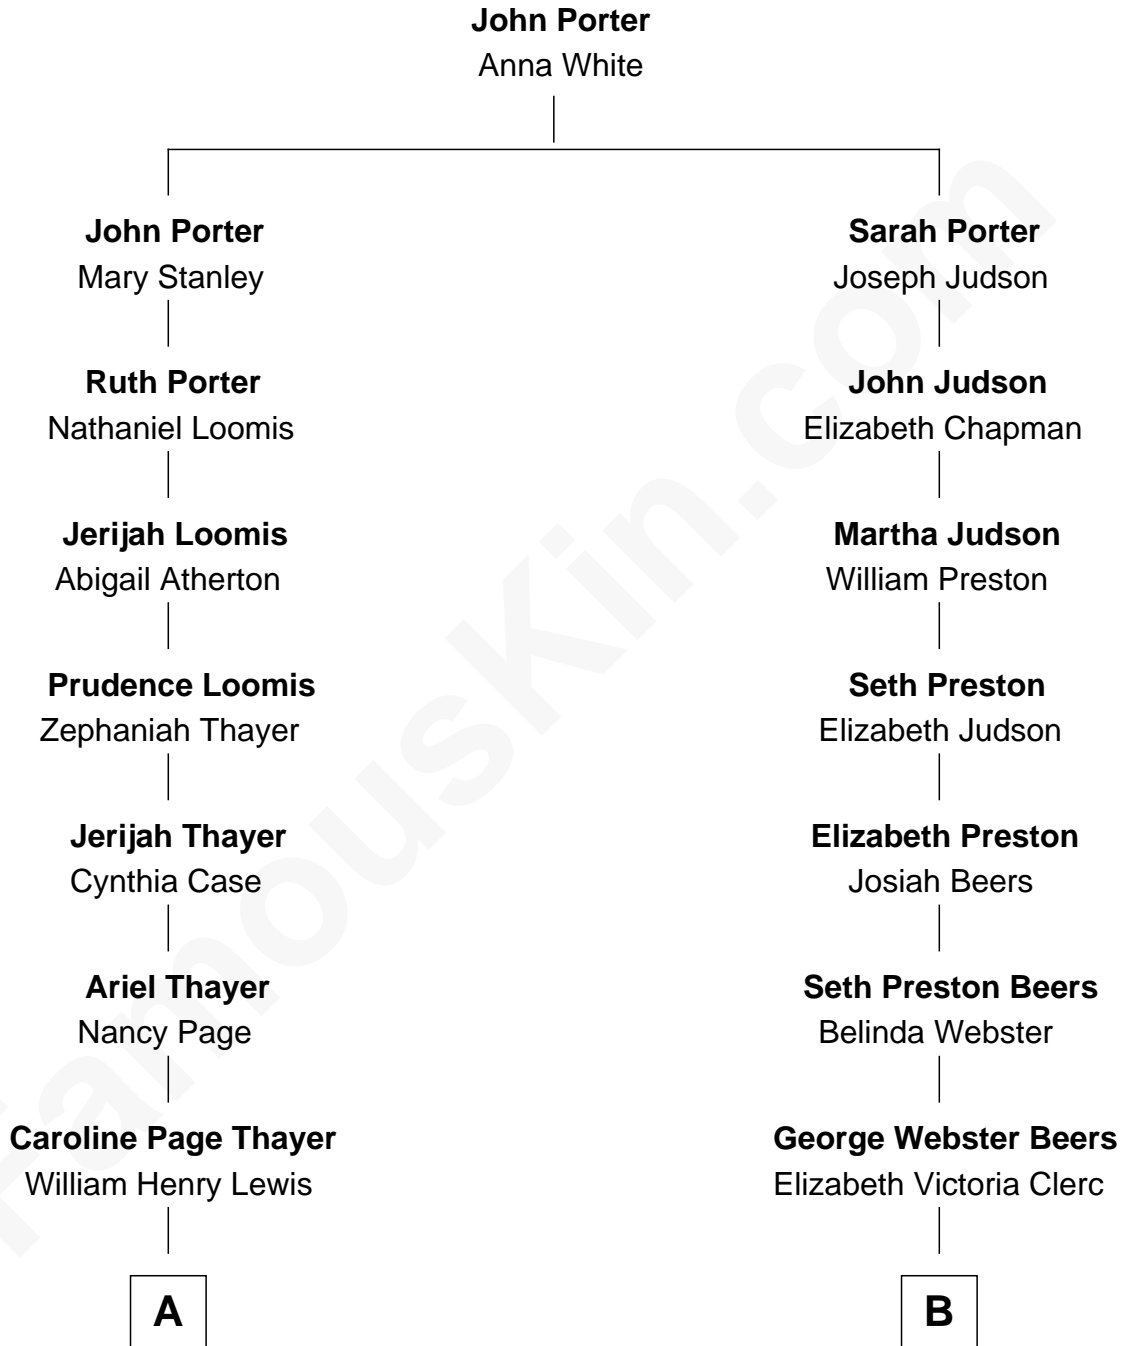 John Porter
Anna White
John Porter
Mary Stanley
Sarah Porter
Joseph Judson
Ruth Porter
Nathaniel Loomis
John Judson
Elizabeth Chapman
Jerijah Loomis
Abigail Atherton
Martha Judson
William Preston
Prudence Loomis
Zephaniah Thayer
Seth Preston
Elizabeth Judson
Jerijah Thayer
Cynthia Case
Elizabeth Preston
Josiah Beers
Ariel Thayer
Nancy Page
Seth Preston Beers
Belinda Webster
Caroline Page Thayer
William Henry Lewis
George Webster Beers
Elizabeth Victoria Clerc
A
B
FamousKin.com